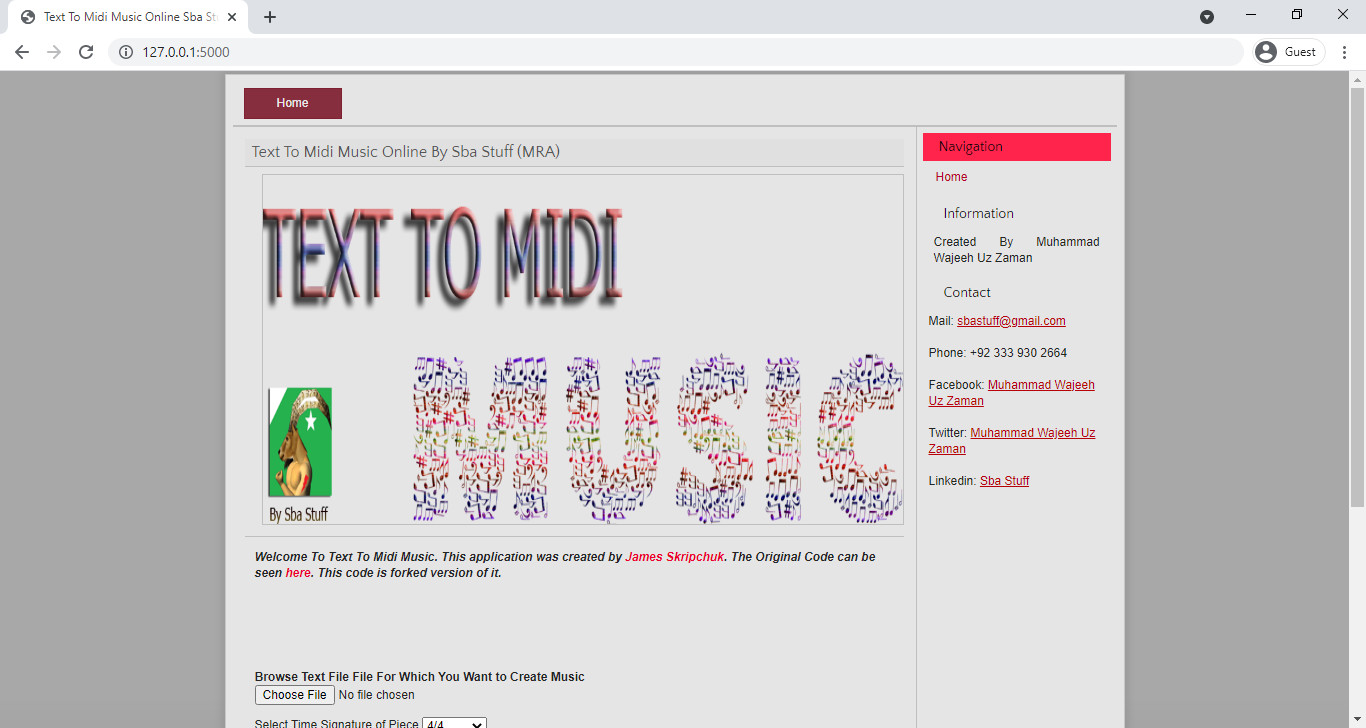 Text To Midi Music Online Sba St
127.0.0.1:5000
Guest
Home
Text To Midi Music Online By Sba Stuff (MRA)
TEXT TO MIDI
MUSIC
By Sba Stuff
Welcome To Text To Midi Music. This application was created by James Skripchuk. The Original Code can be
seen here. This code is forked version of it.
Browse Text File File For Which You Want to Create Music
Choose File No file chosen
Select Time Signature of Piece 4/4
Navigation
Home
Information
Created By Muhammad
Wajeeh Uz Zaman
Contact
Mail: sbastuff@gmail.com
Phone: +92 333 930 2664
Facebook: Muhammad Wajeeh
Uz Zaman
Twitter: Muhammad Wajeeh Uz
Zaman
Linkedin: Sba Stuff